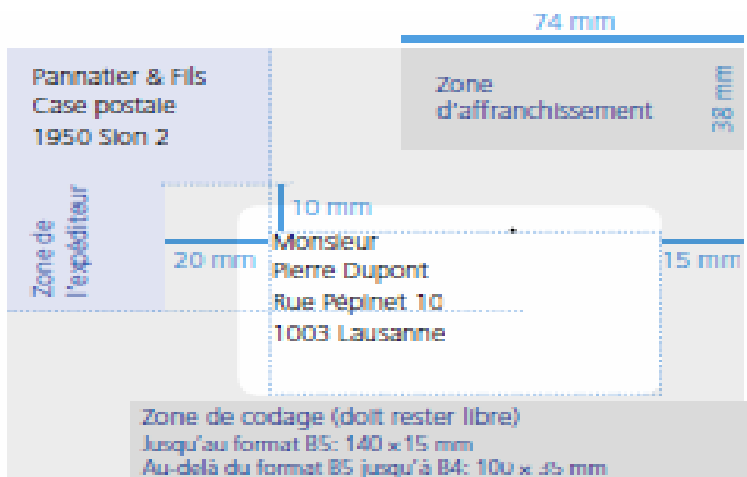 74 mm
Pannatier & Fils
Case postale
1950 Sion 2
Zone
d'affranchissement
38 mm
Zone de
l'expéditeur
10 mm
20 mm
15 mm
Monsieur
Pierre Dupont
Rue Pépinet 10
1003 Lausanne
Zone de codage (doit rester libre)
Jusqu'au format B5: 140 × 15 mm
Au-delà du format B5 jusqu'à B4: 100 × 35 mm